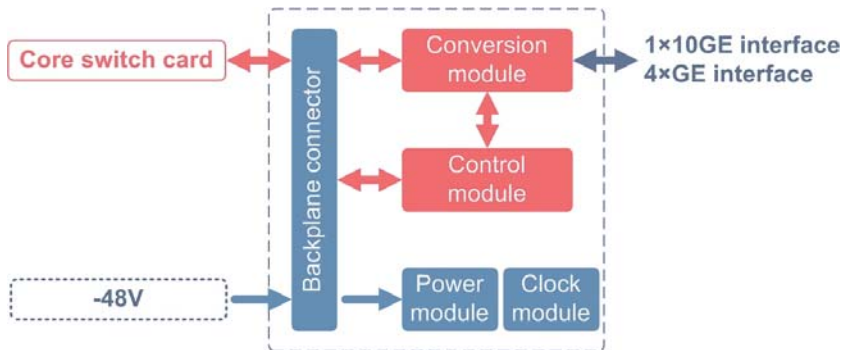 Core switch card
Backplane connector
Conversion
module
1×10GE interface
4×GE interface
Control
module
-48V
Power
module
Clock
module